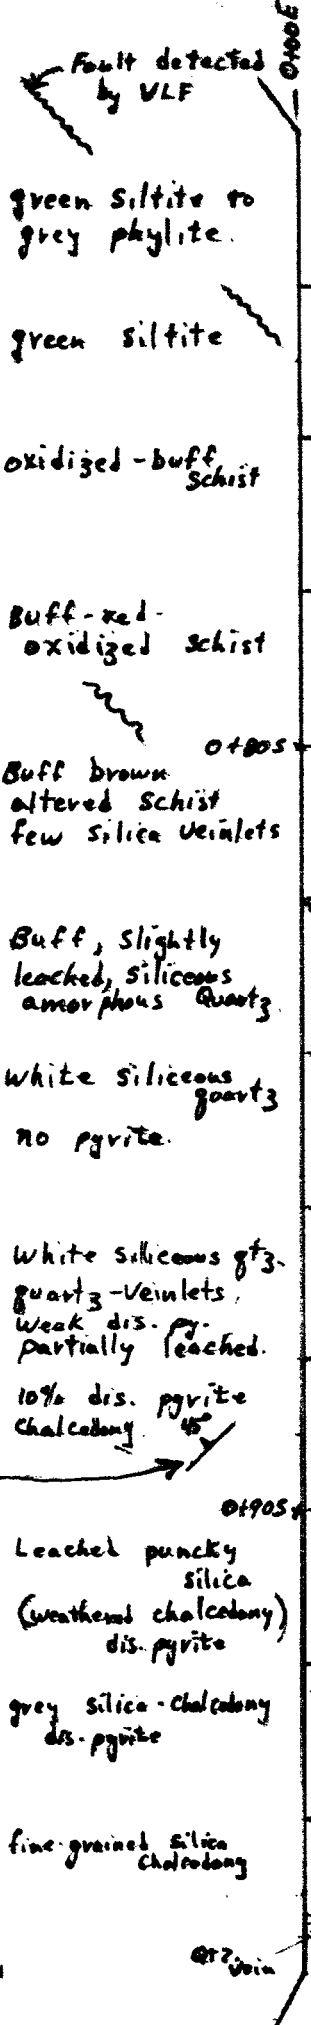 0+00E
Fault detected
by VLF
green siltite to
grey phylite.
green siltite
oxidized-buff
schist
Buff-red-
oxidized schist
0+80S
Buff brown
altered schist
few silica veinlets
Buff, slightly
leached, siliceous
amorphous Quartz.
White siliceous
quartz
no pyrite.
White siliceous qtz.
quartz-veinlets,
weak dis. py.
partially leached.
10% dis. pyrite
Chalcedony
45°
0+90S
Leached puncky
silica
(weathered chalcedony)
dis. pyrite
grey silica-chalcedony
dis. pyrite
fine-grained silica
chalcedony
QTZ.
Vein